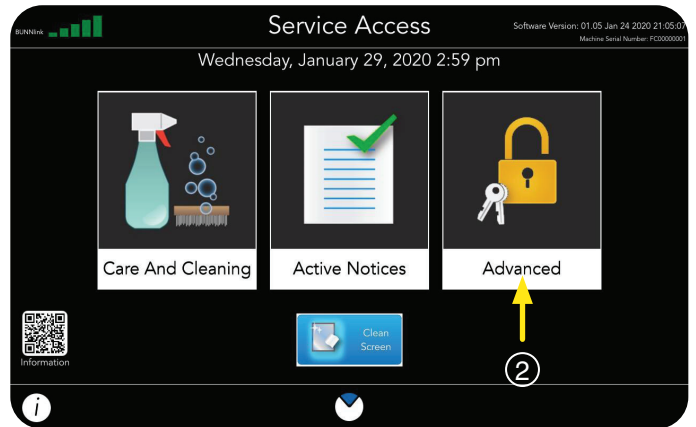 BUNNlink
Service Access
Software Version: 01.05 Jan 24 2020 21:05:07
Machine Serial Number: FC00000001
Wednesday, January 29, 2020 2:59 pm
Care And Cleaning
Active Notices
Advanced
Clean
Screen
Information
2
i